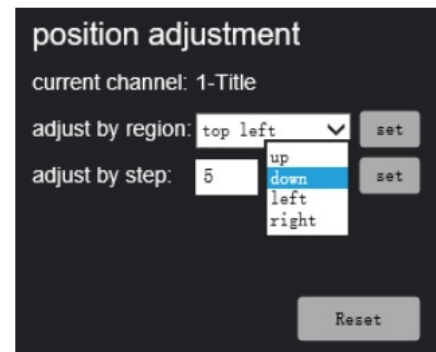 position adjustment
current channel: 1-Title
adjust by region: top left set
adjust by step: 5 set
up
down
left
right
Reset